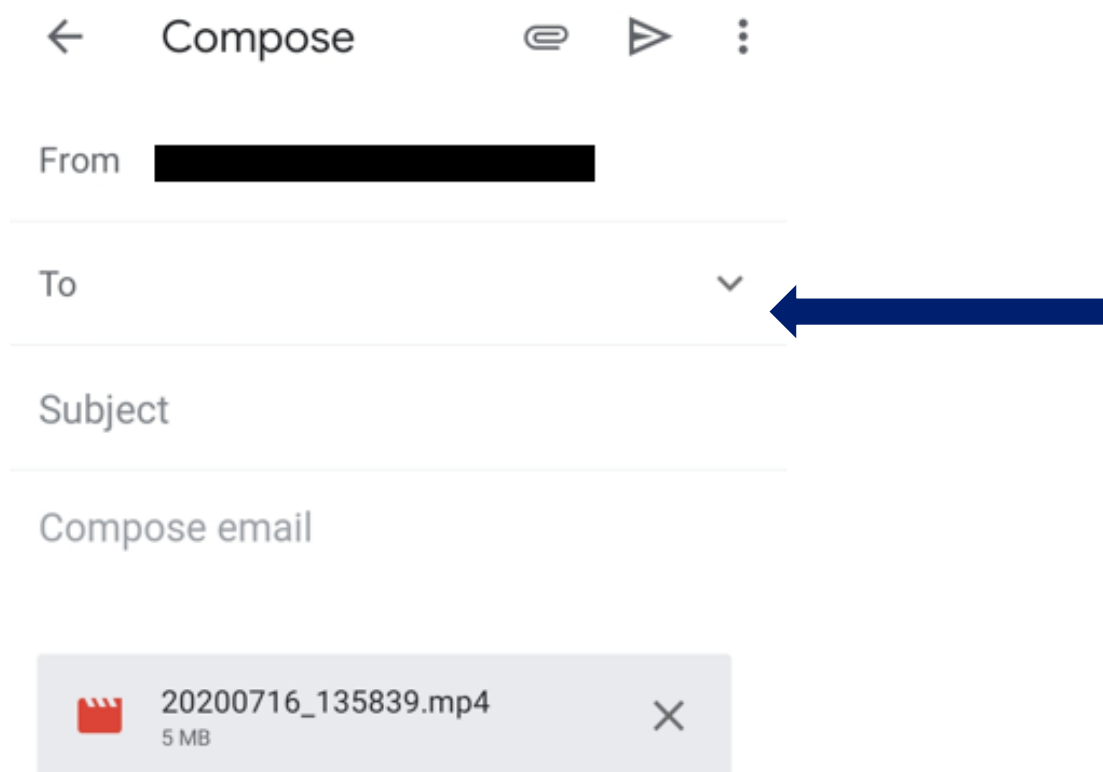 Compose
From
To
Subject
Compose email
20200716_135839.mp4
5 MB